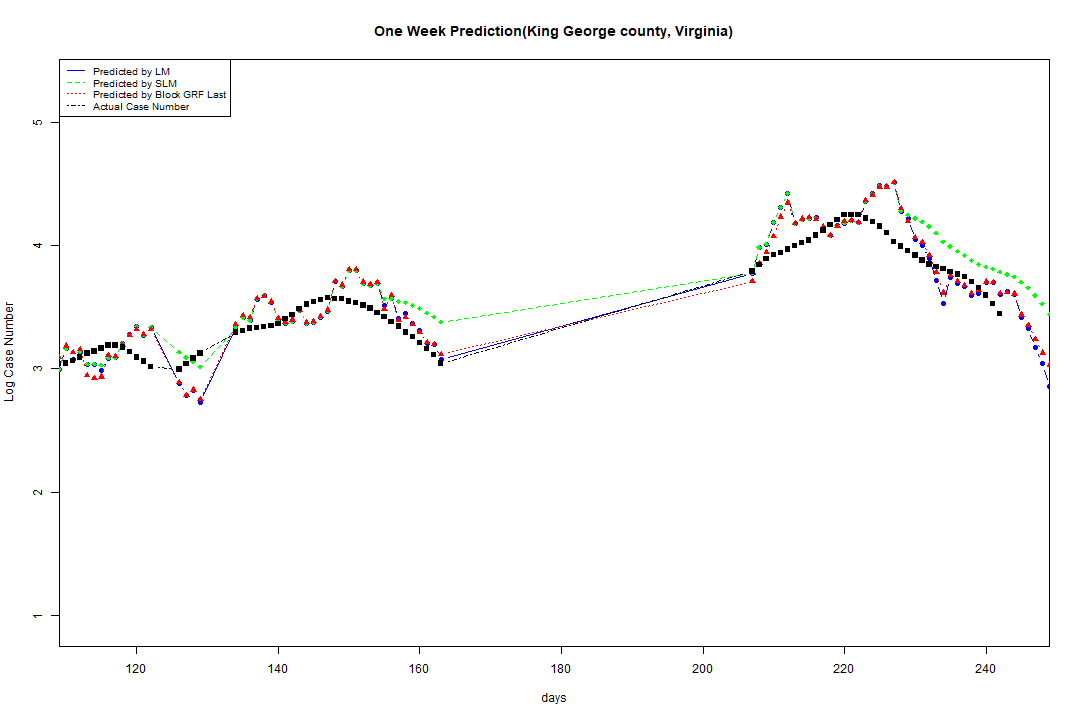 One Week Prediction(King George county, Virginia)
Predicted by LM
Predicted by SLM
Predicted by Block GRF Last
Actual Case Number
5
4
3
2
1
Log Case Number
120 140 160 180 200 220 240
days